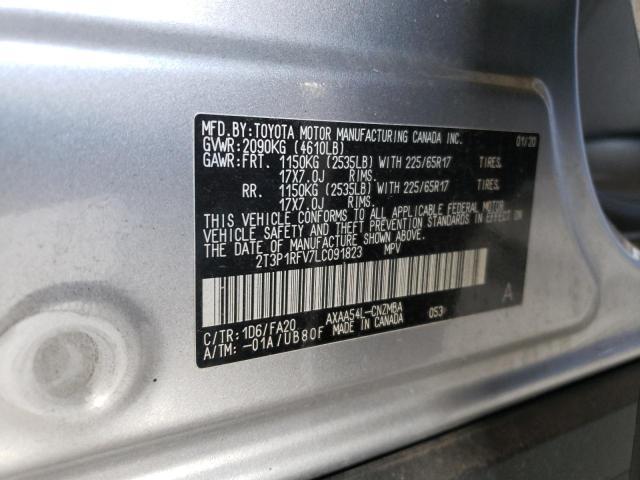 MFD.BY:TOYOTA MOTOR MANUFACTURING CANADA INC. 01/20
GVWR:2090KG (4610LB)
GAWR:FRT. 1150KG (2535LB) WITH 225/65R17 TIRES.
17X7.0J RIMS.
RR. 1150KG (2535LB) WITH 225/65R17 TIRES.
17X7.0J RIMS.
THIS VEHICLE CONFORMS TO ALL APPLICABLE FEDERAL MOTOR
VEHICLE SAFETY AND THEFT PREVENTION STANDARDS IN EFFECT ON
THE DATE OF MANUFACTURE SHOWN ABOVE.
2T3P1RFV7LC091823 MPV
A
AXAA54L-CNZMBA 053
C/TR:1D6/FA20 MADE IN CANADA
A/TM:-01A/UB80F